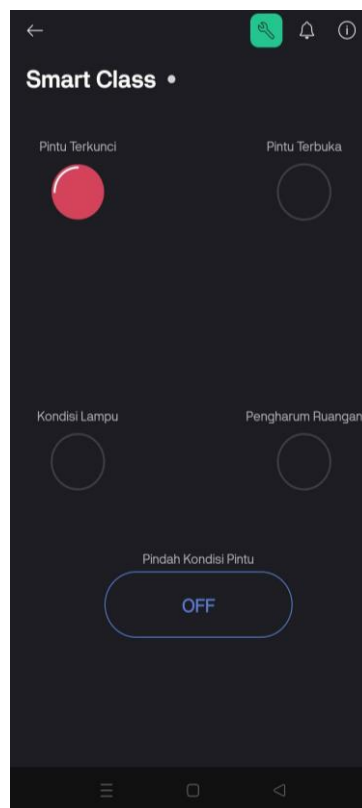 Smart Class
Pintu Terkunci
Pintu Terbuka
Kondisi Lampu
Pengharum Ruangan
Pindah Kondisi Pintu
OFF